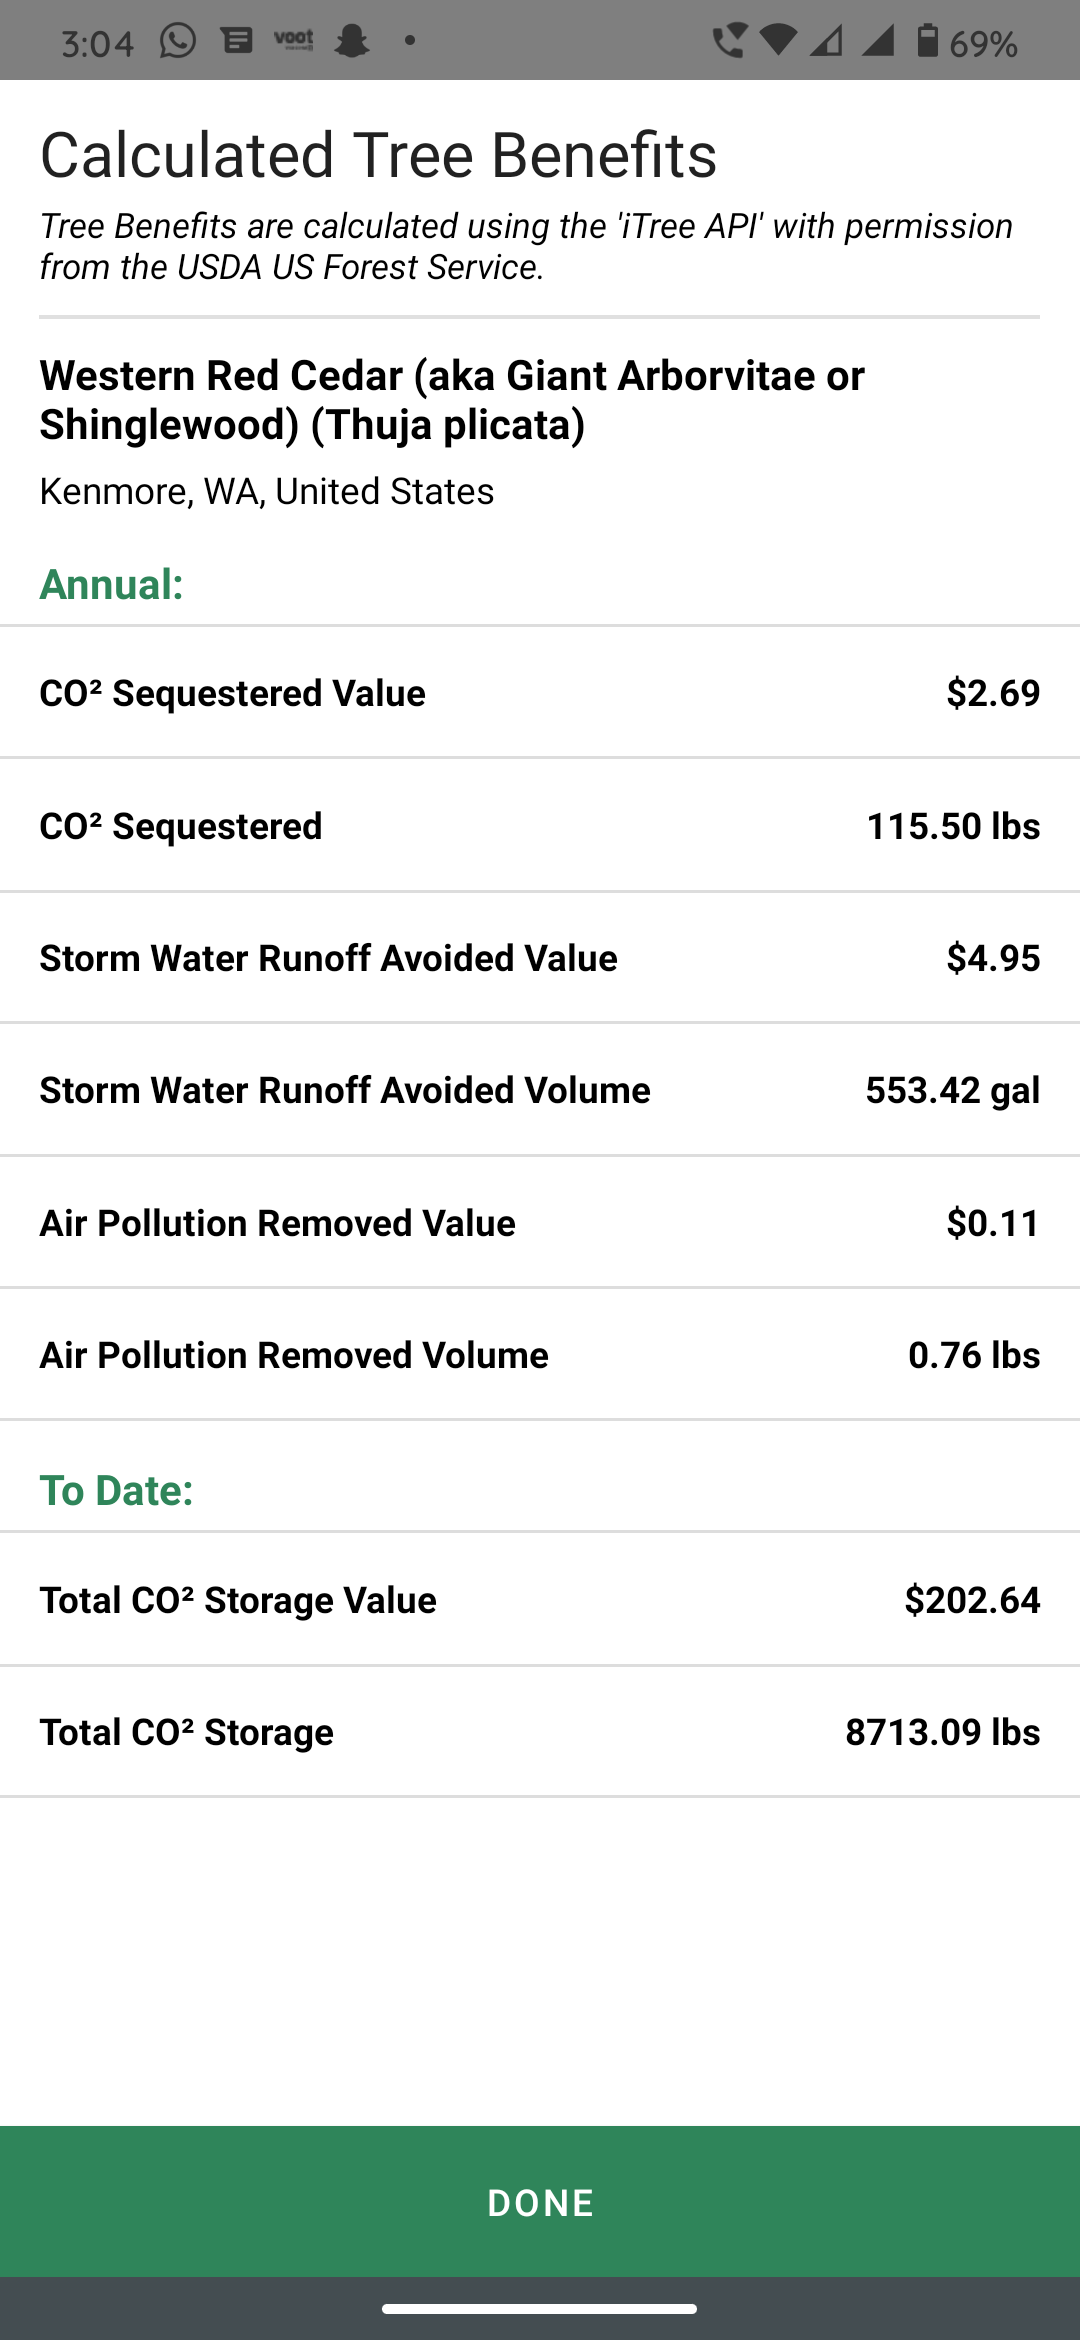 3:04
voot
69%
Calculated Tree Benefits
Tree Benefits are calculated using the 'iTree API' with permission
from the USDA US Forest Service.
Western Red Cedar (aka Giant Arborvitae or
Shinglewood) (Thuja plicata)
Kenmore, WA, United States
Annual:
CO² Sequestered Value $2.69
CO² Sequestered 115.50 lbs
Storm Water Runoff Avoided Value $4.95
Storm Water Runoff Avoided Volume 553.42 gal
Air Pollution Removed Value $0.11
Air Pollution Removed Volume 0.76 lbs
To Date:
Total CO² Storage Value $202.64
Total CO² Storage 8713.09 lbs
DONE